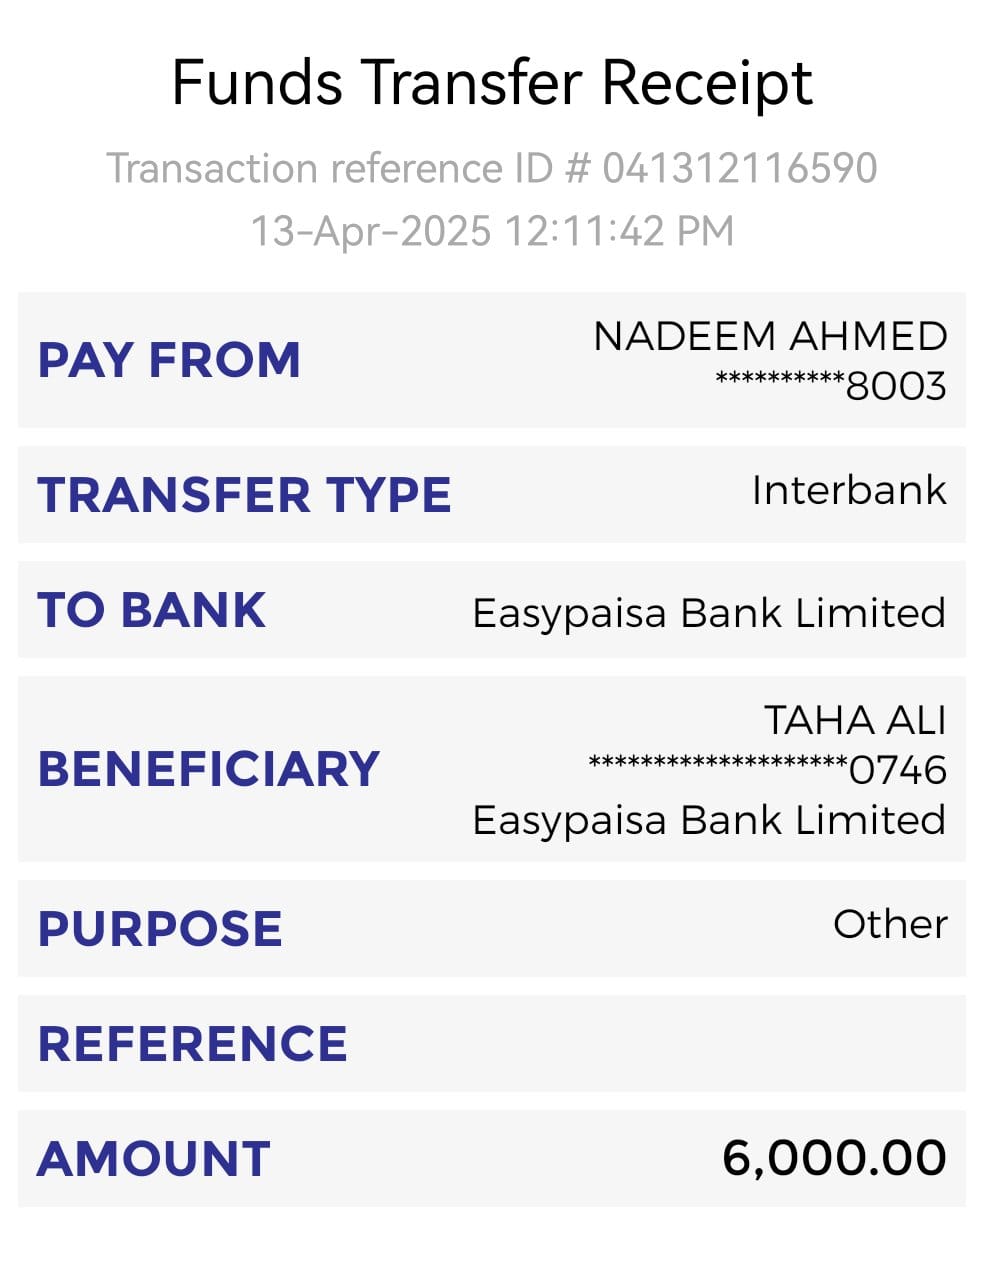 Funds Transfer Receipt
Transaction reference ID # 041312116590
13-Apr-2025 12:11:42 PM
PAY FROM
NADEEM AHMED
**********8003
TRANSFER TYPE
Interbank
TO BANK
Easypaisa Bank Limited
BENEFICIARY
TAHA ALI
********************0746
Easypaisa Bank Limited
PURPOSE
Other
REFERENCE
AMOUNT
6,000.00